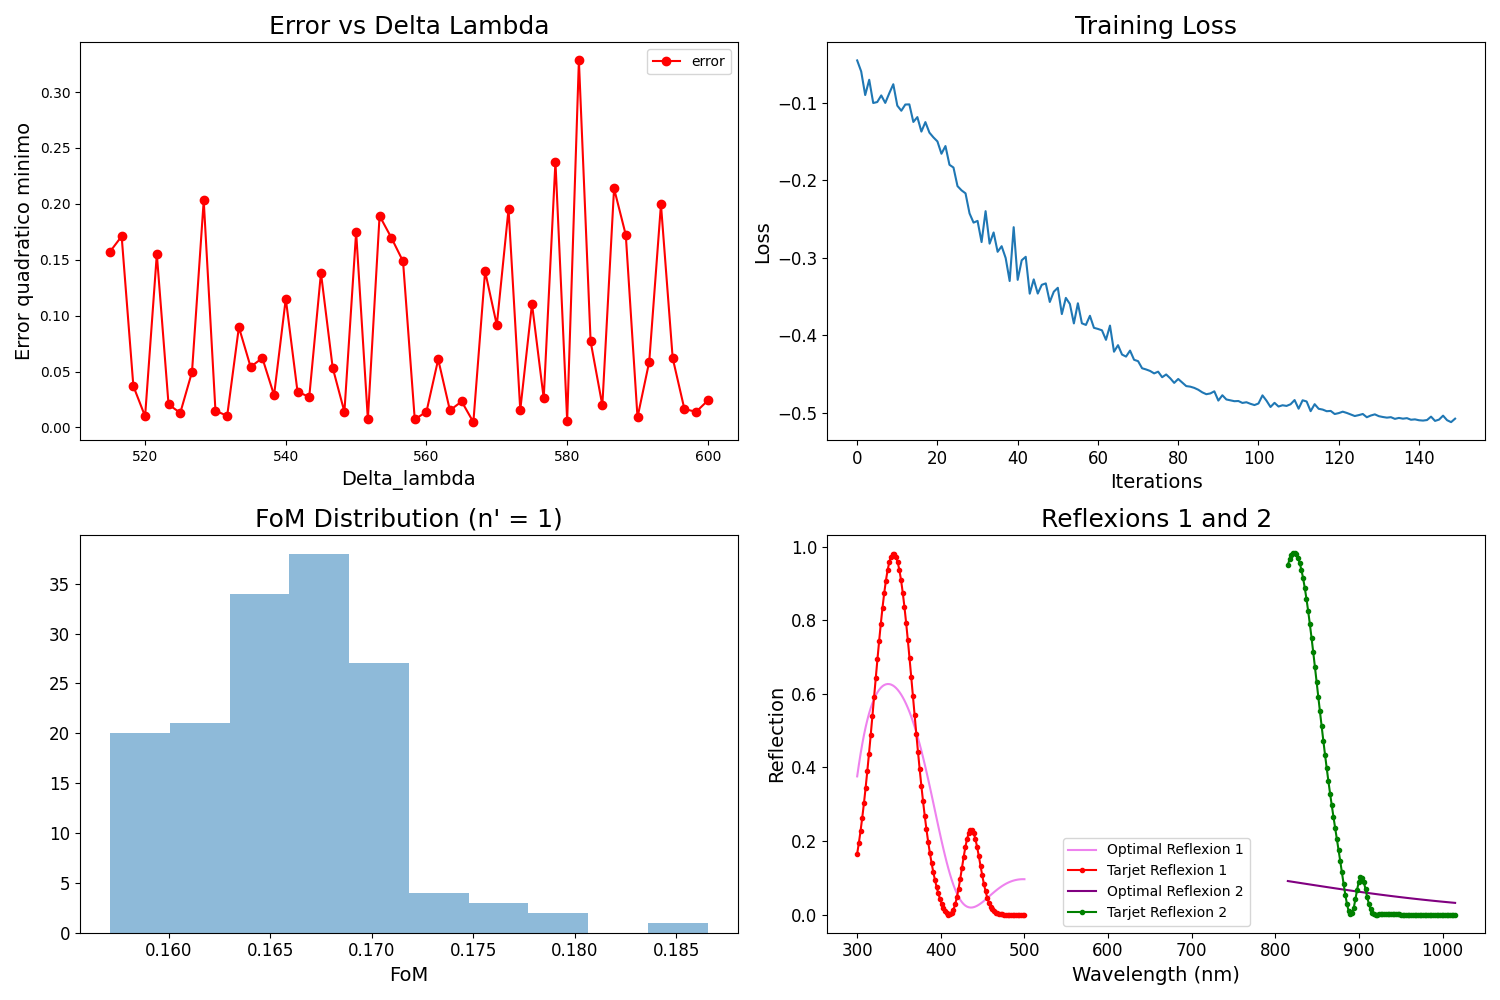 Error vs Delta Lambda
error
Error quadratico minimo
0.30
0.25
0.20
0.15
0.10
0.05
0.00
520 540 560 580 600
Delta_lambda
Training Loss
Loss
−0.1
−0.2
−0.3
−0.4
−0.5
0 20 40 60 80 100 120 140
Iterations
FoM Distribution (n' = 1)
35
30
25
20
15
10
5
0
0.160 0.165 0.170 0.175 0.180 0.185
FoM
Reflexions 1 and 2
Reflection
1.0
0.8
0.6
0.4
0.2
0.0
Optimal Reflexion 1
Tarjet Reflexion 1
Optimal Reflexion 2
Tarjet Reflexion 2
300 400 500 600 700 800 900 1000
Wavelength (nm)